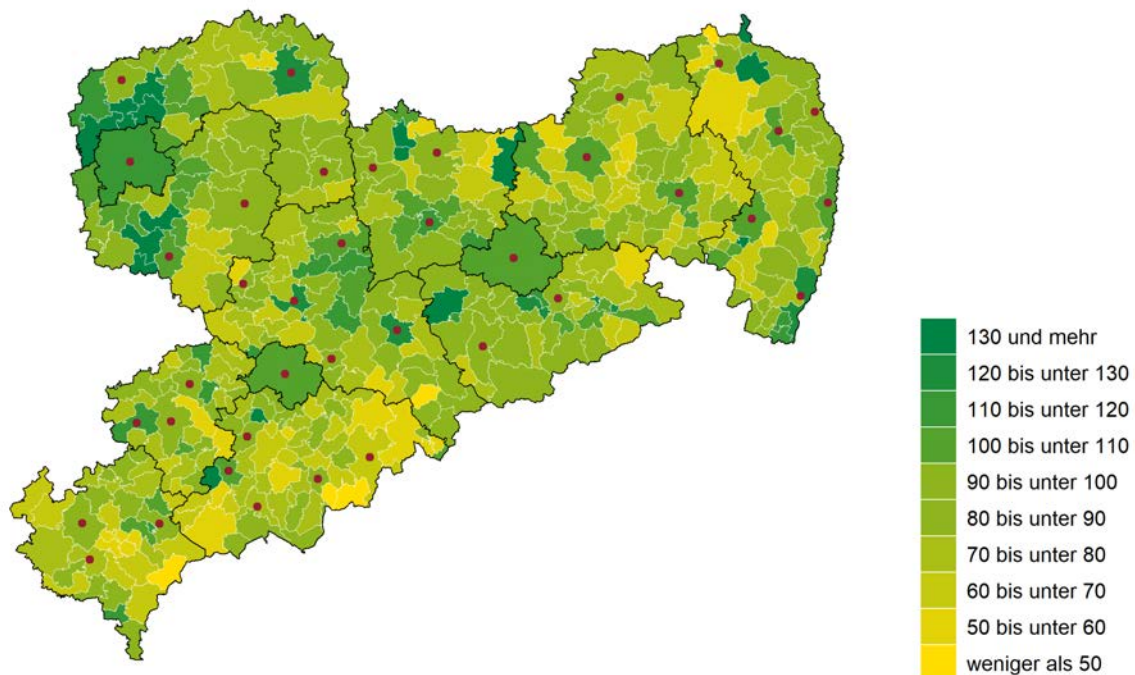 130 und mehr
120 bis unter 130
110 bis unter 120
100 bis unter 110
90 bis unter 100
80 bis unter 90
70 bis unter 80
60 bis unter 70
50 bis unter 60
weniger als 50